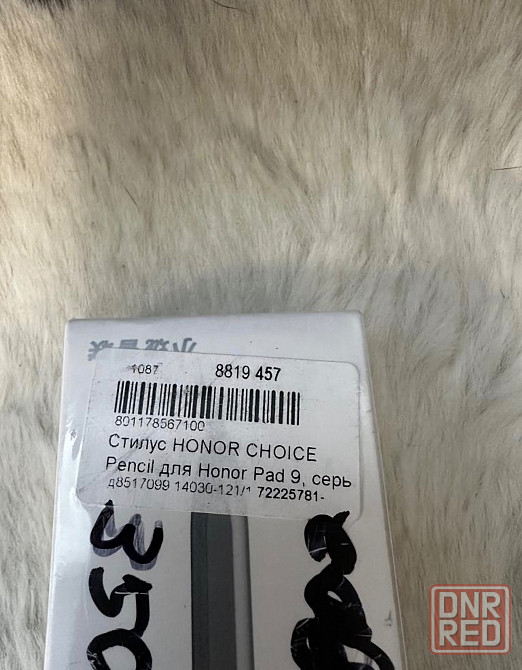 1087 8819 457
801178567100
Стилус HONOR CHOICE
Pencil для Honor Pad 9, серь
д8517099 14030-121/1 72225781-
350
DNR
RED